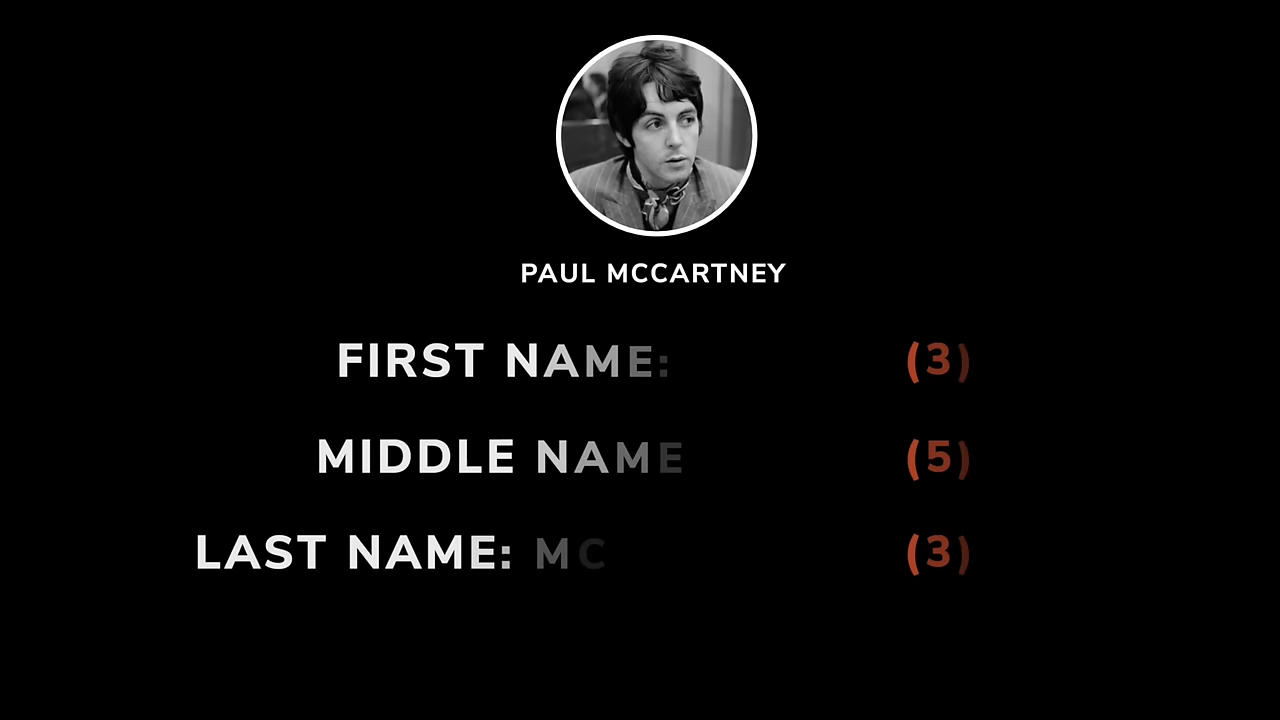 PAUL MCCARTNEY
FIRST NAME: (3)
MIDDLE NAME (5)
LAST NAME: MC (3)